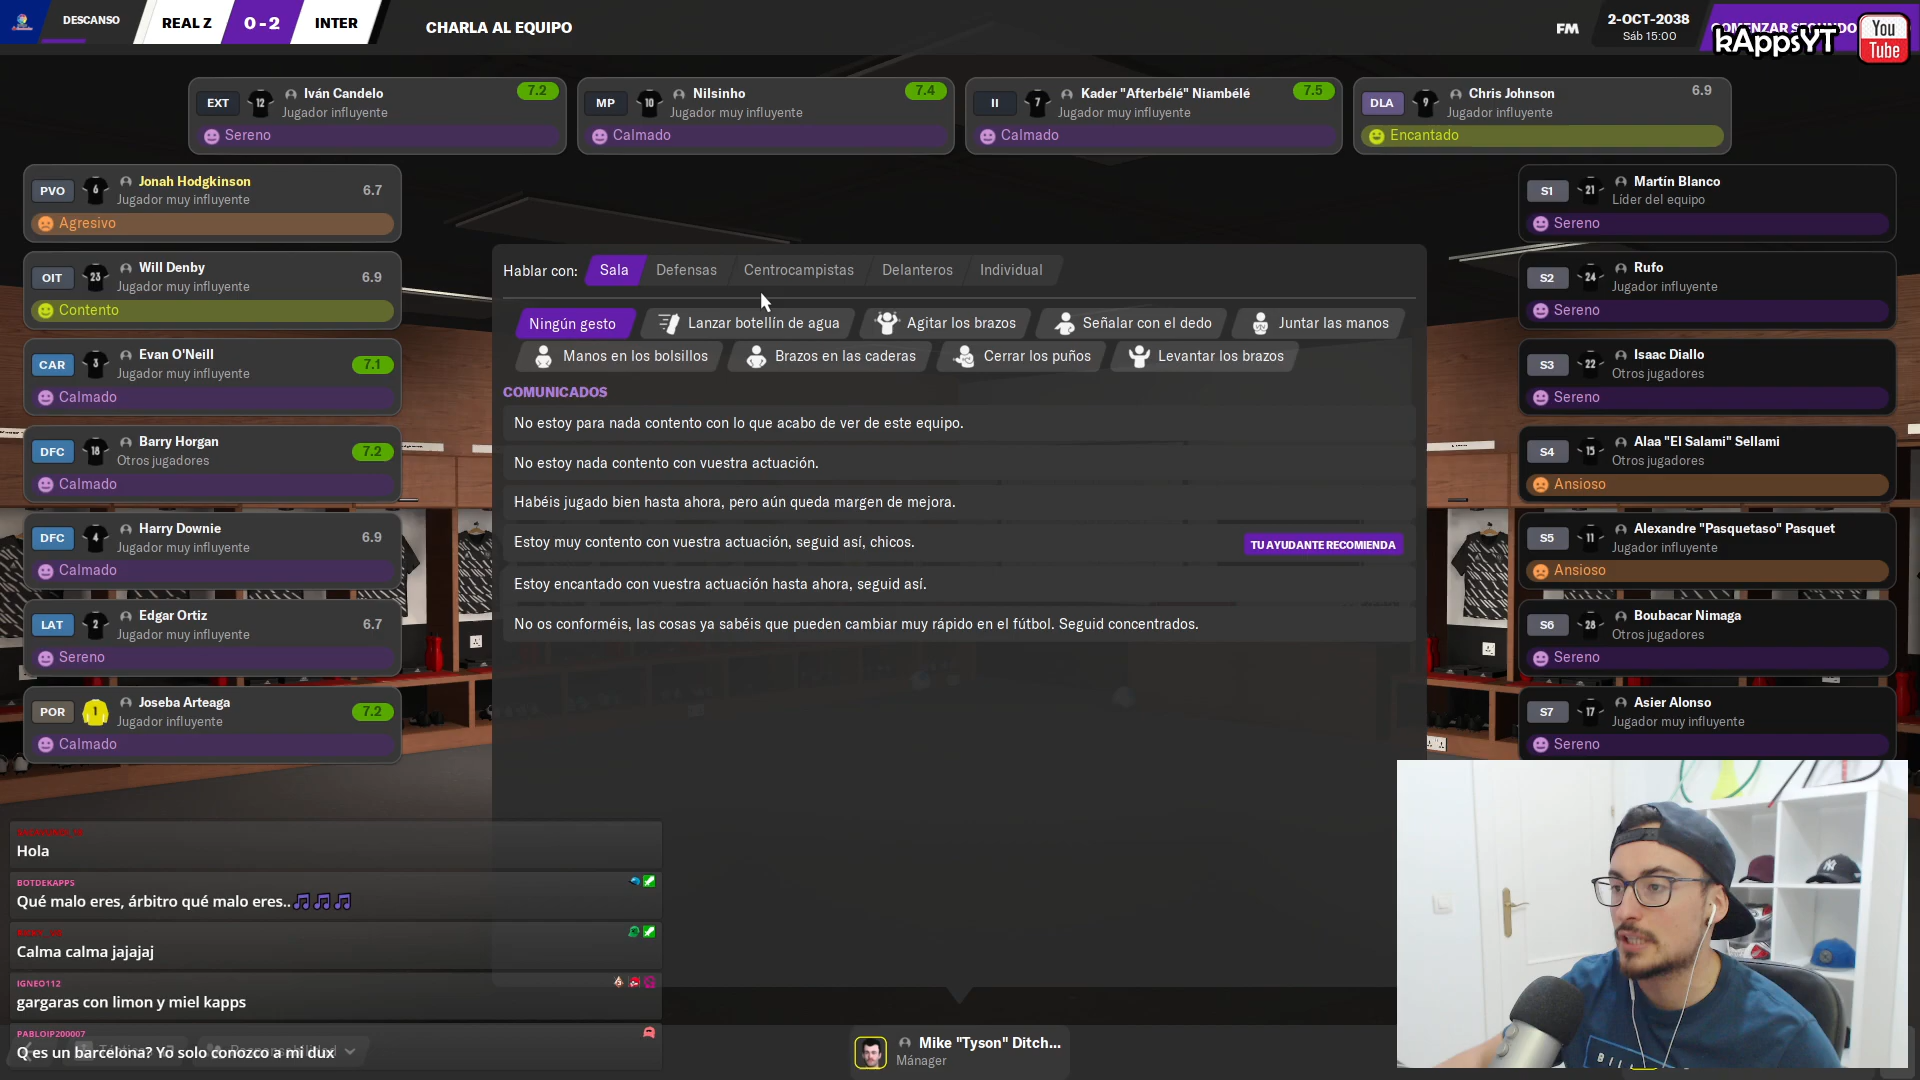 DESCANSO
REAL Z
0 - 2
INTER
CHARLA AL EQUIPO
FM
2-OCT-2038
Sáb 15:00
COMENZAR SEGUNDO
kAppsYT
You
Tube
EXT
12
Iván Candelo
Jugador influyente
7.2
Sereno
MP
10
Nilsinho
Jugador muy influyente
7.4
Calmado
II
7
Kader "Afterbélé" Niambélé
Jugador muy influyente
7.5
Calmado
DLA
9
Chris Johnson
Jugador influyente
6.9
Encantado
PVO
6
Jonah Hodgkinson
Jugador muy influyente
6.7
Agresivo
OIT
23
Will Denby
Jugador muy influyente
6.9
Contento
CAR
3
Evan O'Neill
Jugador muy influyente
7.1
Calmado
DFC
18
Barry Horgan
Otros jugadores
7.2
Calmado
DFC
4
Harry Downie
Jugador muy influyente
6.9
Calmado
LAT
2
Edgar Ortiz
Jugador muy influyente
6.7
Sereno
POR
1
Joseba Arteaga
Jugador influyente
7.2
Calmado
Hablar con:
Sala
Defensas
Centrocampistas
Delanteros
Individual
Ningún gesto
Lanzar botellín de agua
Agitar los brazos
Señalar con el dedo
Juntar las manos
Manos en los bolsillos
Brazos en las caderas
Cerrar los puños
Levantar los brazos
COMUNICADOS
No estoy para nada contento con lo que acabo de ver de este equipo.
No estoy nada contento con vuestra actuación.
Habéis jugado bien hasta ahora, pero aún queda margen de mejora.
Estoy muy contento con vuestra actuación, seguid así, chicos.
TU AYUDANTE RECOMIENDA
Estoy encantado con vuestra actuación hasta ahora, seguid así.
No os conforméis, las cosas ya sabéis que pueden cambiar muy rápido en el fútbol. Seguid concentrados.
S1
21
Martín Blanco
Líder del equipo
Sereno
S2
24
Rufo
Jugador influyente
Sereno
S3
22
Isaac Diallo
Otros jugadores
Sereno
S4
15
Alaa "El Salami" Sellami
Otros jugadores
Ansioso
S5
11
Alexandre "Pasquetaso" Pasquet
Jugador influyente
Ansioso
S6
28
Boubacar Nimaga
Otros jugadores
Sereno
S7
17
Asier Alonso
Jugador muy influyente
Sereno
Hola
BOTDEKAPPS
Qué malo eres, árbitro qué malo eres..
Calma calma jajajaj
IGNEO112
gargaras con limon y miel kapps
PABLOIP200007
Q es un barcelona? Yo solo conozco a mi dux
Mike "Tyson" Ditch...
Mánager